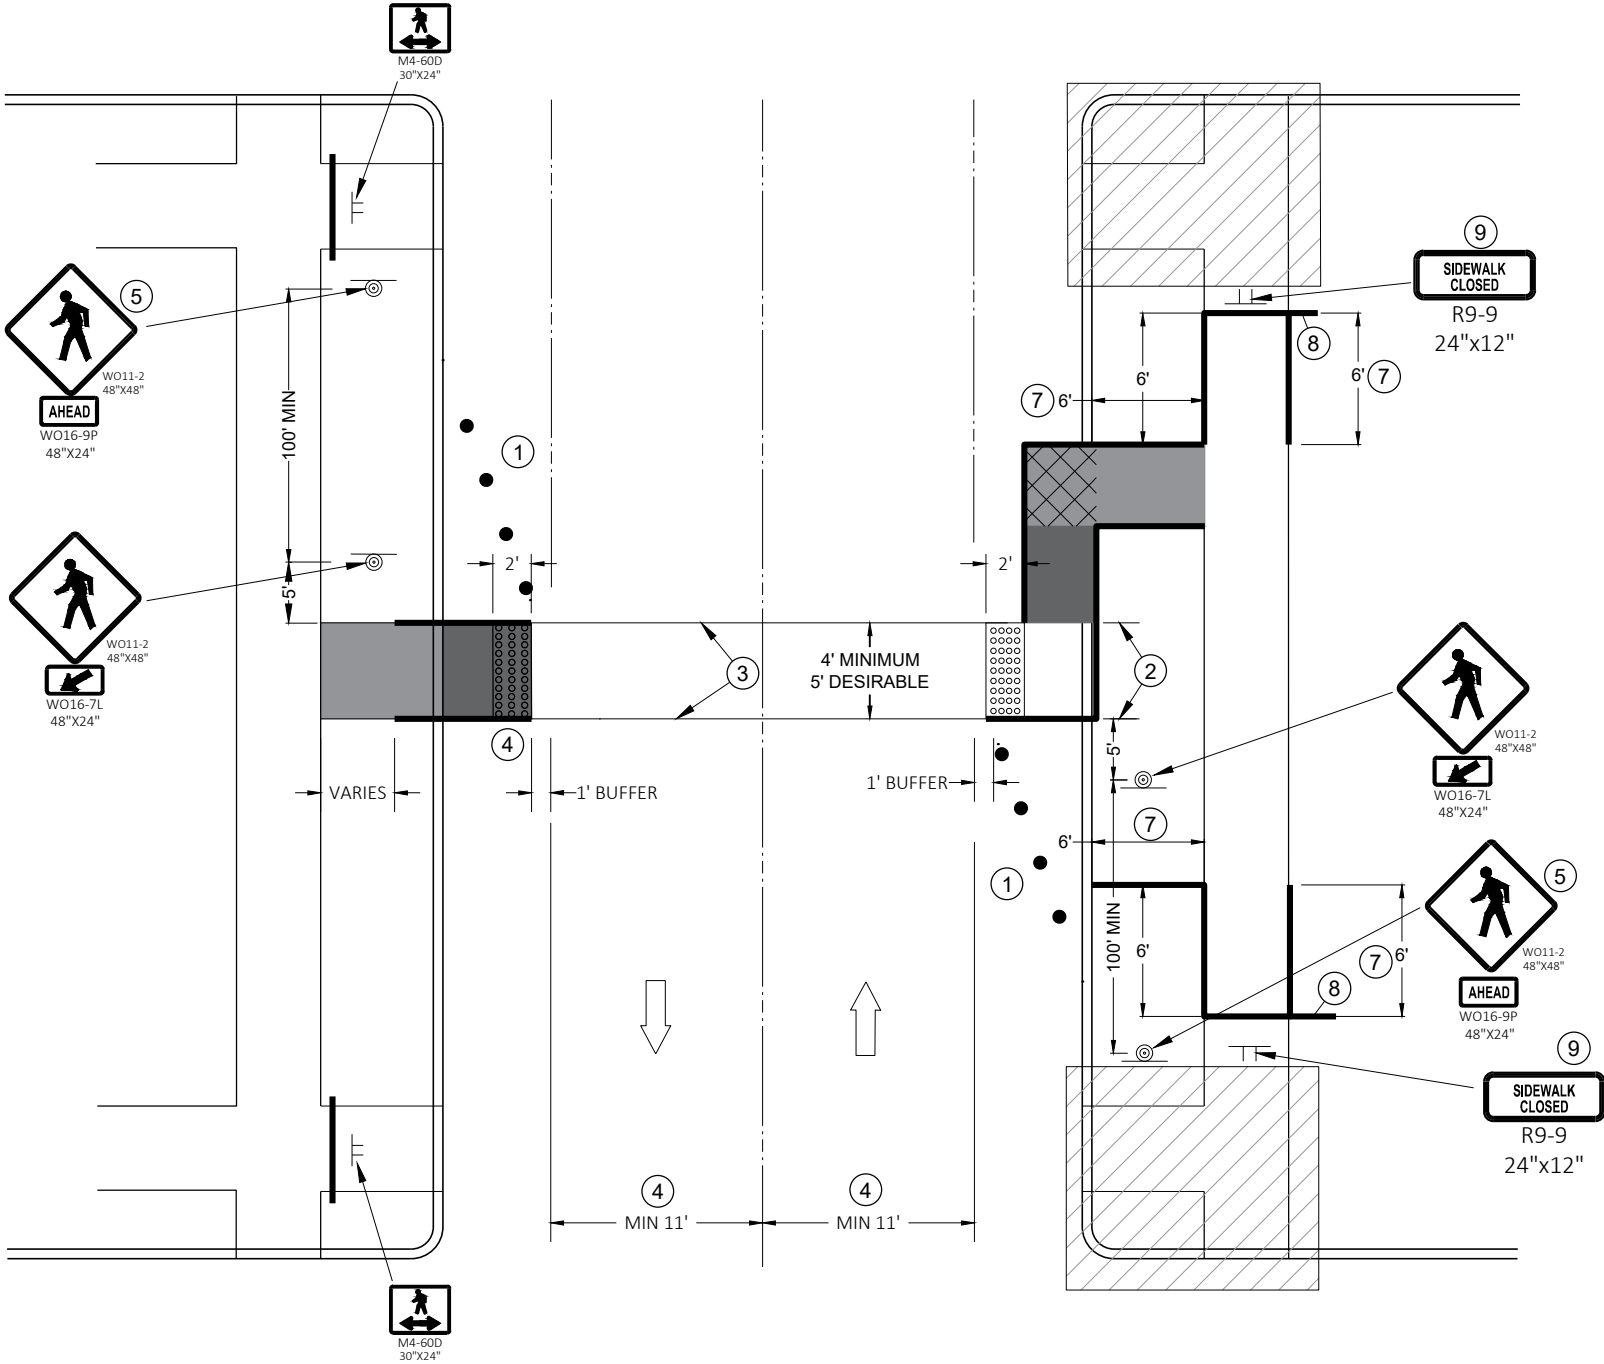 M4-60D
30"X24"
9
SIDEWALK
CLOSED
R9-9
24"x12"
5
WO11-2
48"X48"
AHEAD
WO16-9P
48"X24"
8
6'
6'
7
7
6'
100' MIN
1
2'
2'
5'
WO11-2
48"X48"
WO16-7L
48"X24"
3
4' MINIMUM
5' DESIRABLE
2
4
VARIES
1' BUFFER
1' BUFFER
5'
WO11-2
48"X48"
WO16-7L
48"X24"
7
6'
1
100' MIN
6'
7
6'
8
5
WO11-2
48"X48"
AHEAD
WO16-9P
48"X24"
9
SIDEWALK
CLOSED
R9-9
24"x12"
4
MIN 11'
4
MIN 11'
M4-60D
30"X24"